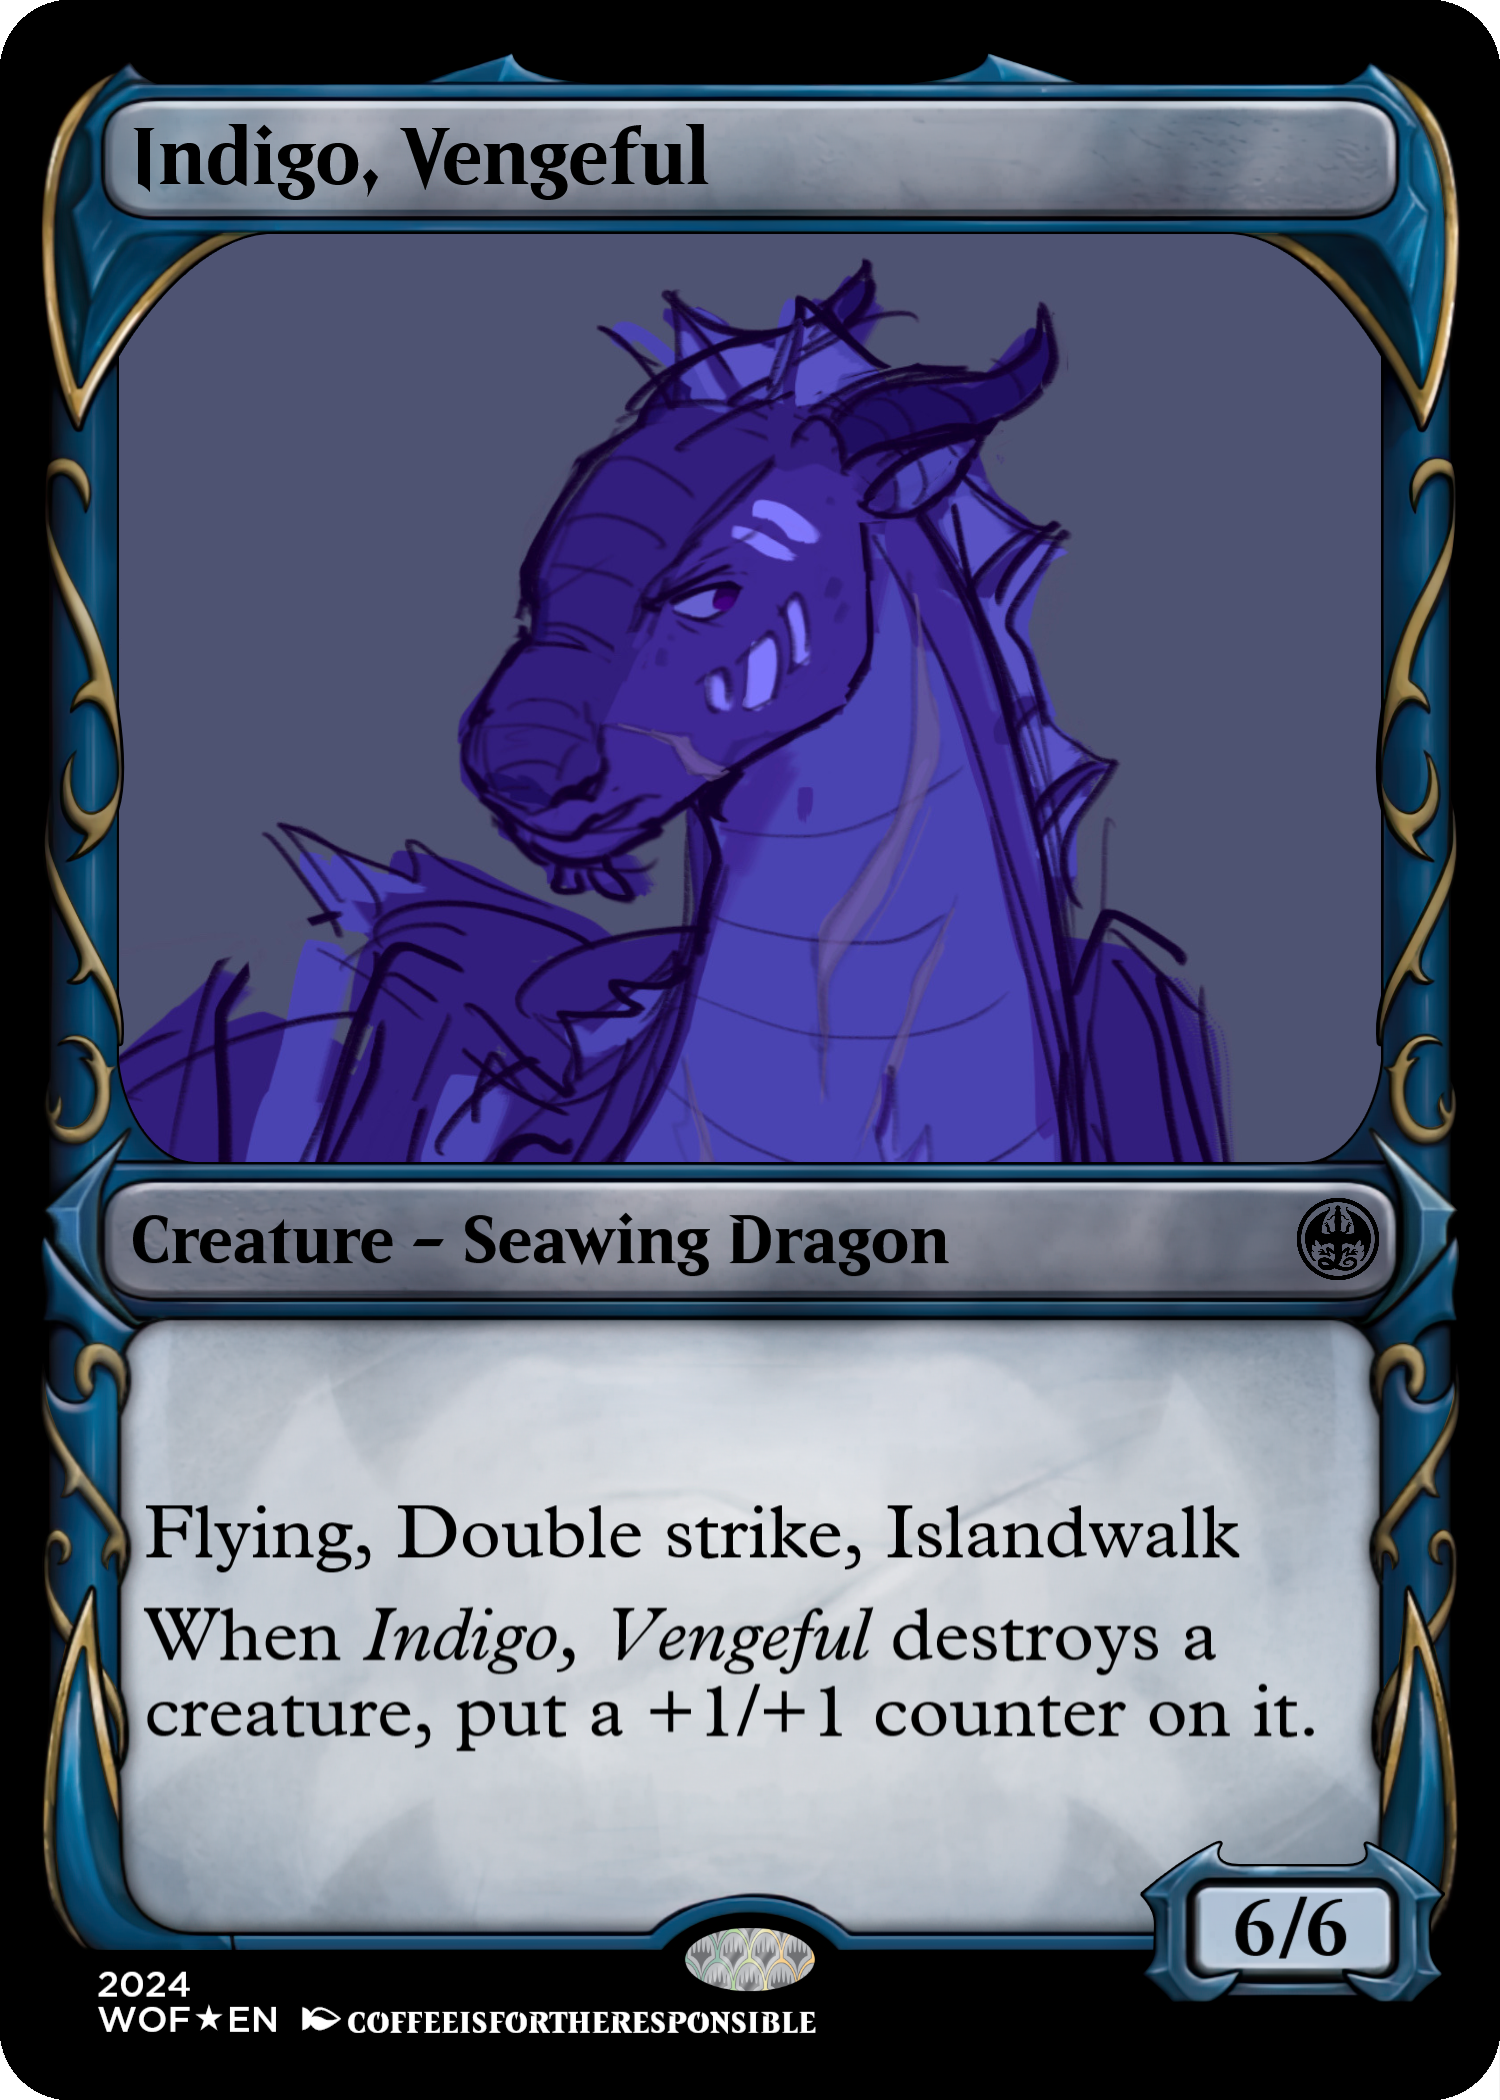 Indigo, Vengeful
Creature – Seawing Dragon
Flying, Double strike, Islandwalk
When Indigo, Vengeful destroys a
creature, put a +1/+1 counter on it.
6/6
2024
WOF★EN COFFEEISFORTHERESPONSIBLE